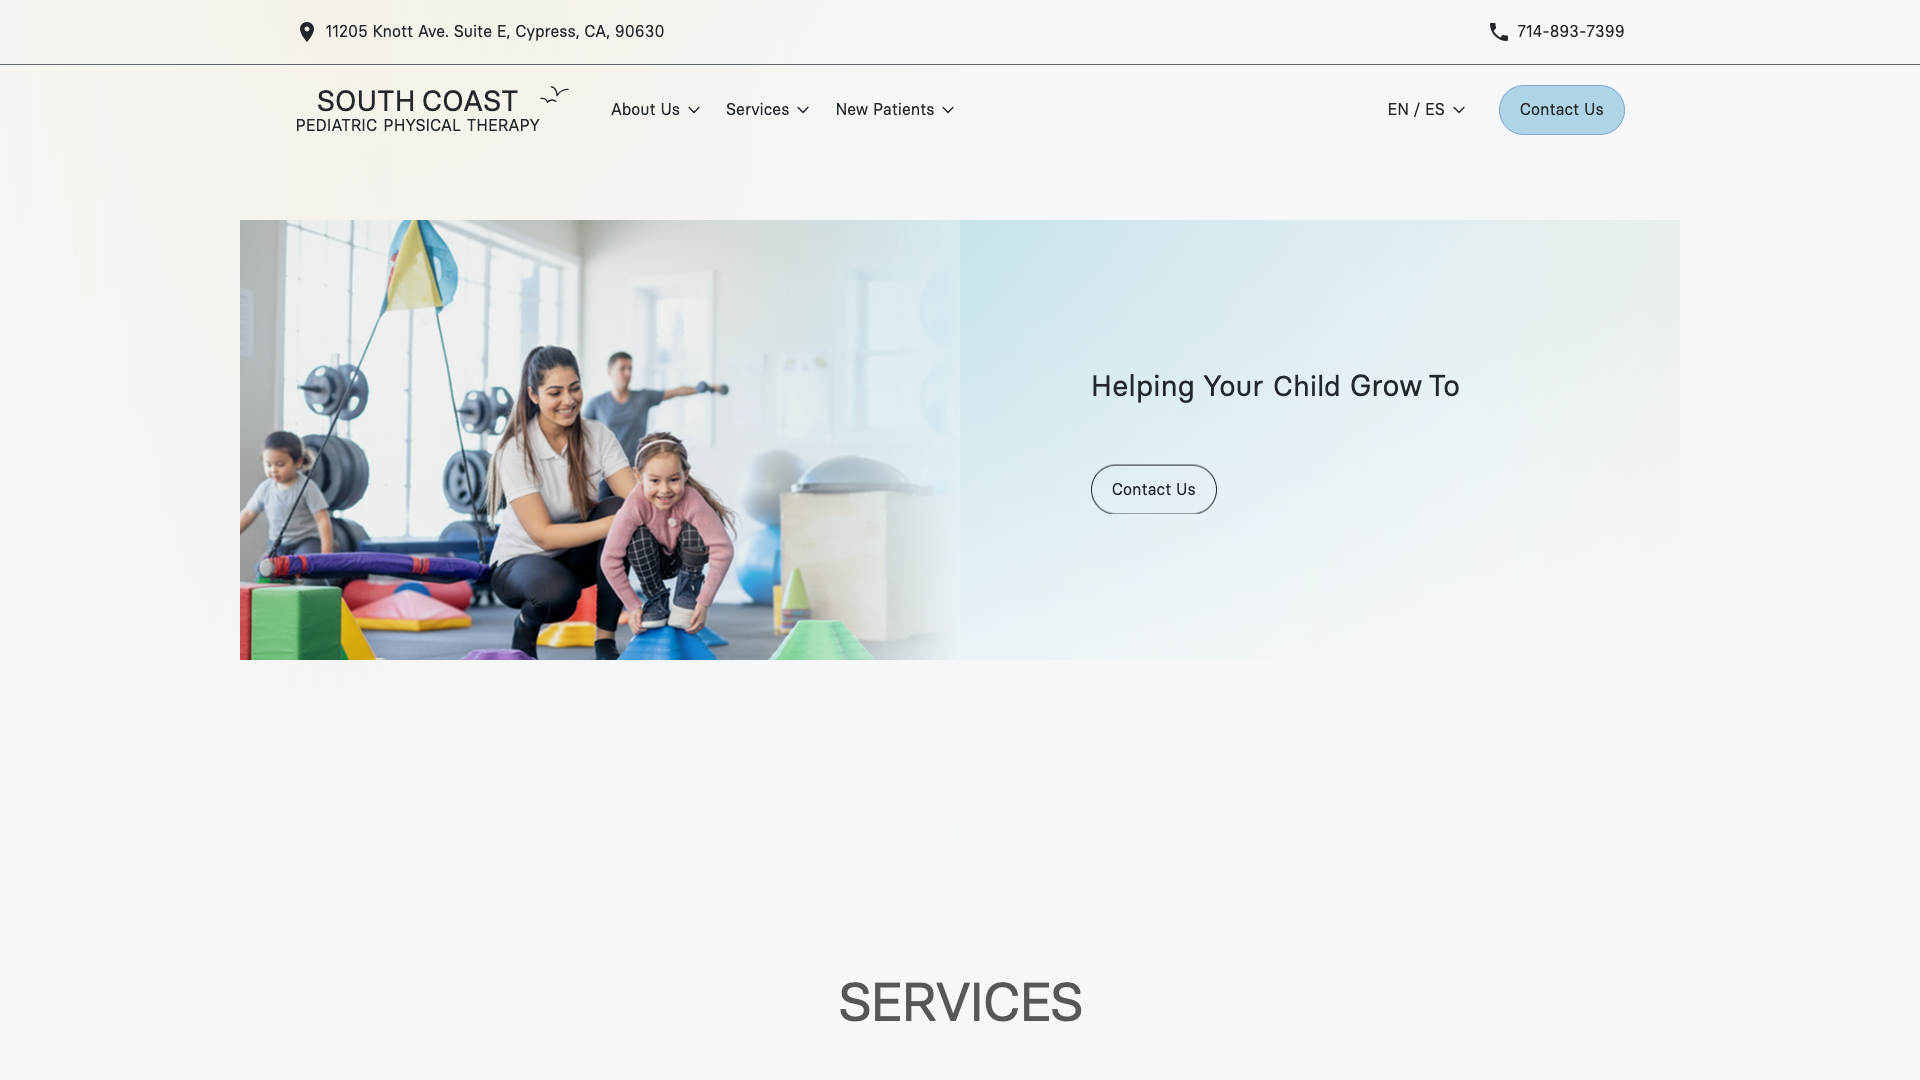 11205 Knott Ave. Suite E, Cypress, CA, 90630
714-893-7399
SOUTH COAST
PEDIATRIC PHYSICAL THERAPY
About Us
Services
New Patients
EN / ES
Contact Us
Helping Your Child Grow To
Contact Us
SERVICES